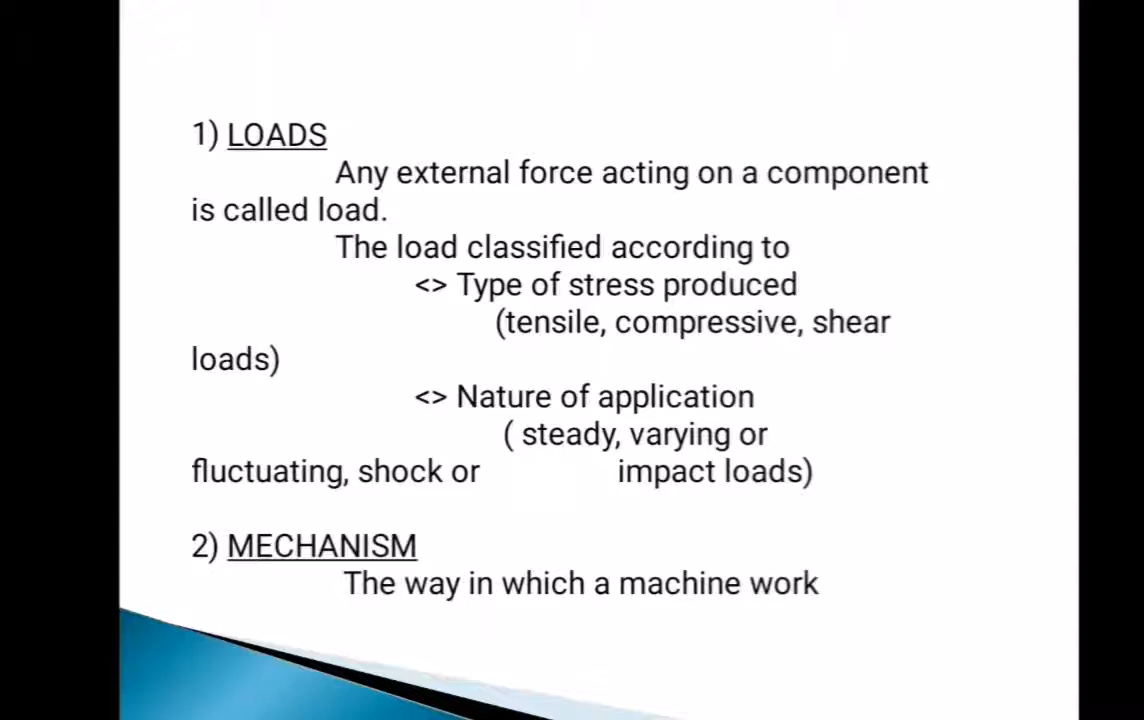 1) LOADS
Any external force acting on a component
is called load.
The load classified according to
<> Type of stress produced
(tensile, compressive, shear
loads)
<> Nature of application
( steady, varying or
fluctuating, shock or impact loads)
2) MECHANISM
The way in which a machine work